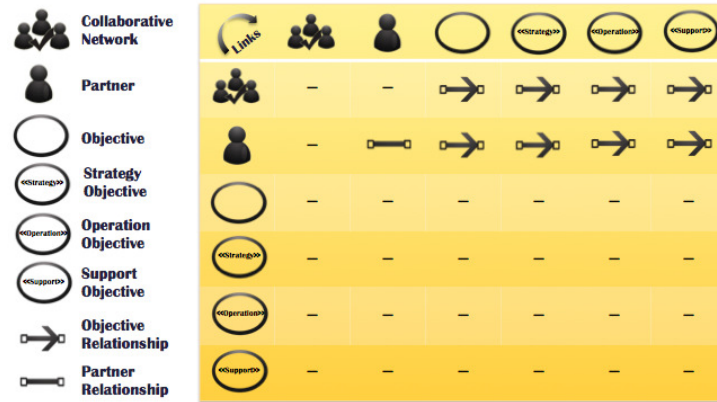 Collaborative
Network
Partner
Objective
«Strategy»
Strategy
Objective
«Operation»
Operation
Objective
«Support»
Support
Objective
Objective
Relationship
Partner
Relationship
Links «Strategy» «Operation» «Support»
– – 
– –
– – – – – –
«Strategy» – – – – – –
«Operation» – – – – – –
«Support» – – – – – –